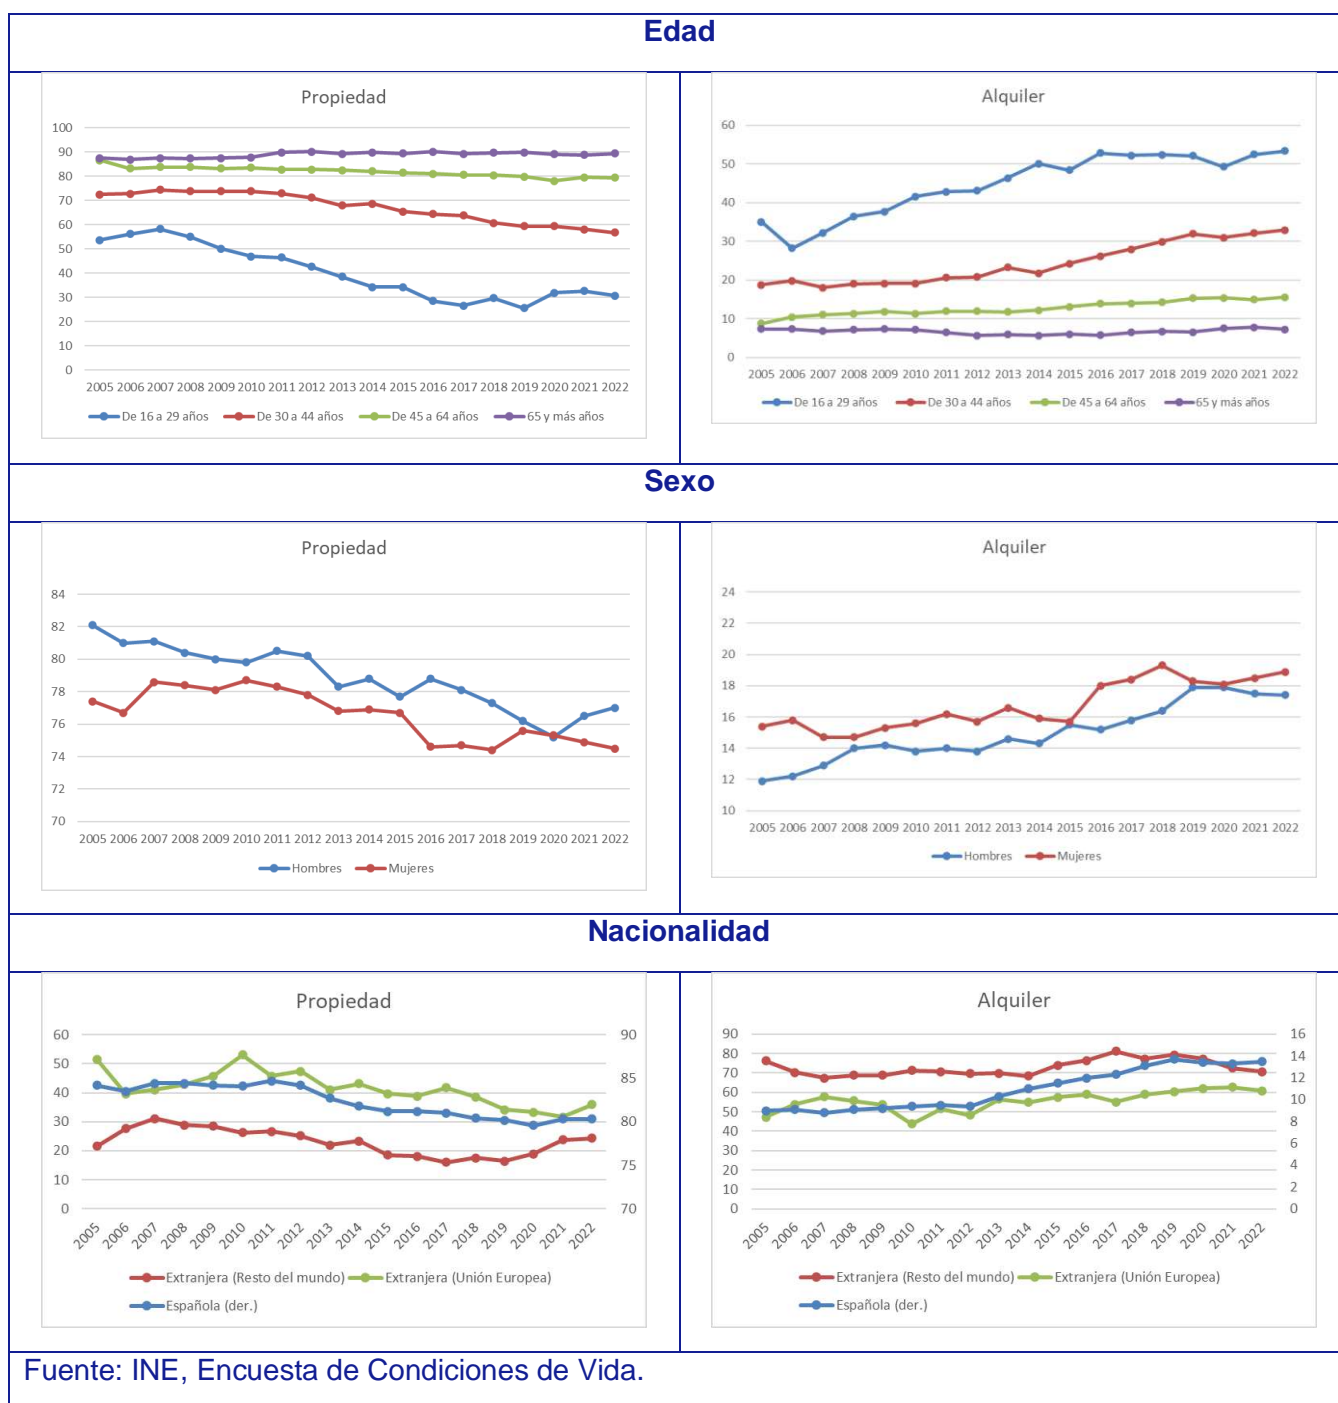 Edad
Propiedad
100
90
80
70
60
50
40
30
20
10
0
2005 2006 2007 2008 2009 2010 2011 2012 2013 2014 2015 2016 2017 2018 2019 2020 2021 2022
De 16 a 29 años De 30 a 44 años De 45 a 64 años 65 y más años
Alquiler
60
50
40
30
20
10
0
2005 2006 2007 2008 2009 2010 2011 2012 2013 2014 2015 2016 2017 2018 2019 2020 2021 2022
De 16 a 29 años De 30 a 44 años De 45 a 64 años 65 y más años
Sexo
Propiedad
84
82
80
78
76
74
72
70
2005 2006 2007 2008 2009 2010 2011 2012 2013 2014 2015 2016 2017 2018 2019 2020 2021 2022
Hombres Mujeres
Alquiler
24
22
20
18
16
14
12
10
2005 2006 2007 2008 2009 2010 2011 2012 2013 2014 2015 2016 2017 2018 2019 2020 2021 2022
Hombres Mujeres
Nacionalidad
Propiedad
60 90
50 85
40
30 80
20 75
10
0 70
2005 2006 2007 2008 2009 2010 2011 2012 2013 2014 2015 2016 2017 2018 2019 2020 2021 2022
Extranjera (Resto del mundo) Extranjera (Unión Europea)
Española (der.)
Alquiler
90 16
80 14
70 12
60 10
50 8
40 6
30 4
20 2
10 0
0
2005 2006 2007 2008 2009 2010 2011 2012 2013 2014 2015 2016 2017 2018 2019 2020 2021 2022
Extranjera (Resto del mundo) Extranjera (Unión Europea)
Española (der.)
Fuente: INE, Encuesta de Condiciones de Vida.